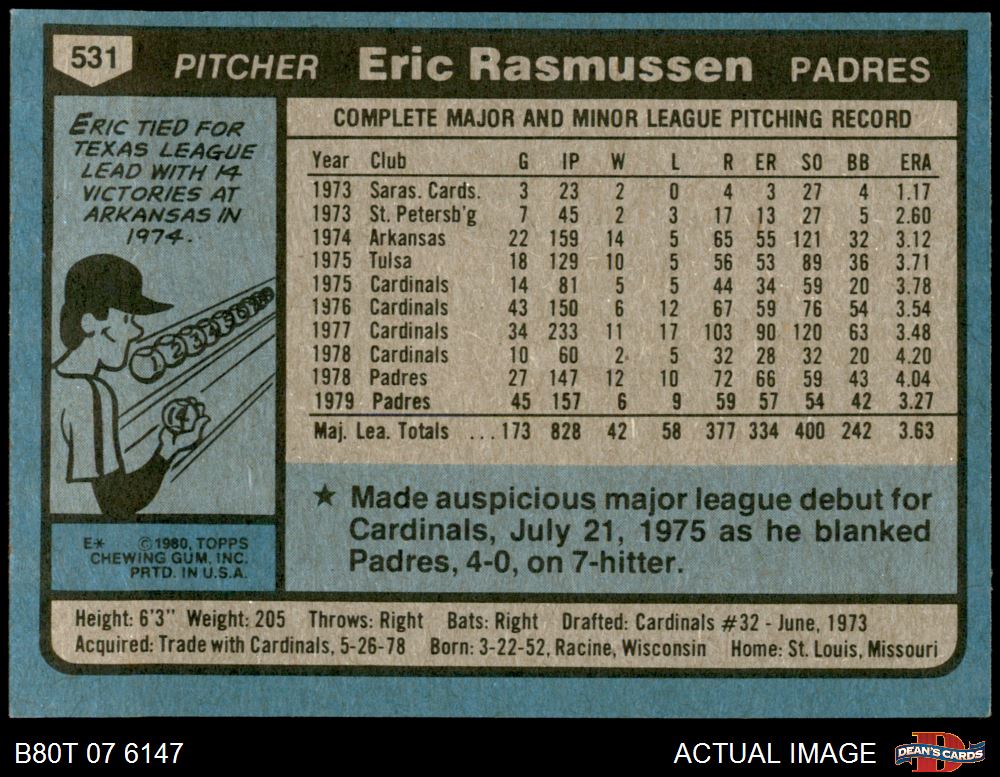 531 PITCHER Eric Rasmussen PADRES
ERIC TIED FOR
TEXAS LEAGUE
LEAD WITH 14
VICTORIES AT
ARKANSAS IN
1974.
1 2 3 4 5 6 7 8
14
E* ©1980, TOPPS
CHEWING GUM, INC.
PRTD. IN U.S.A.
COMPLETE MAJOR AND MINOR LEAGUE PITCHING RECORD
Year Club G IP W L R ER SO BB ERA
1973 Saras. Cards. 3 23 2 0 4 3 27 4 1.17
1973 St. Petersb'g 7 45 2 3 17 13 27 5 2.60
1974 Arkansas 22 159 14 5 65 55 121 32 3.12
1975 Tulsa 18 129 10 5 56 53 89 36 3.71
1975 Cardinals 14 81 5 5 44 34 59 20 3.78
1976 Cardinals 43 150 6 12 67 59 76 54 3.54
1977 Cardinals 34 233 11 17 103 90 120 63 3.48
1978 Cardinals 10 60 2 5 32 28 32 20 4.20
1978 Padres 27 147 12 10 72 66 59 43 4.04
1979 Padres 45 157 6 9 59 57 54 42 3.27
Maj. Lea. Totals ...173 828 42 58 377 334 400 242 3.63
★ Made auspicious major league debut for
Cardinals, July 21, 1975 as he blanked
Padres, 4-0, on 7-hitter.
Height: 6'3" Weight: 205 Throws: Right Bats: Right Drafted: Cardinals #32 - June, 1973
Acquired: Trade with Cardinals, 5-26-78 Born: 3-22-52, Racine, Wisconsin Home: St. Louis, Missouri
B80T 07 6147 ACTUAL IMAGE DEAN'S CARDS